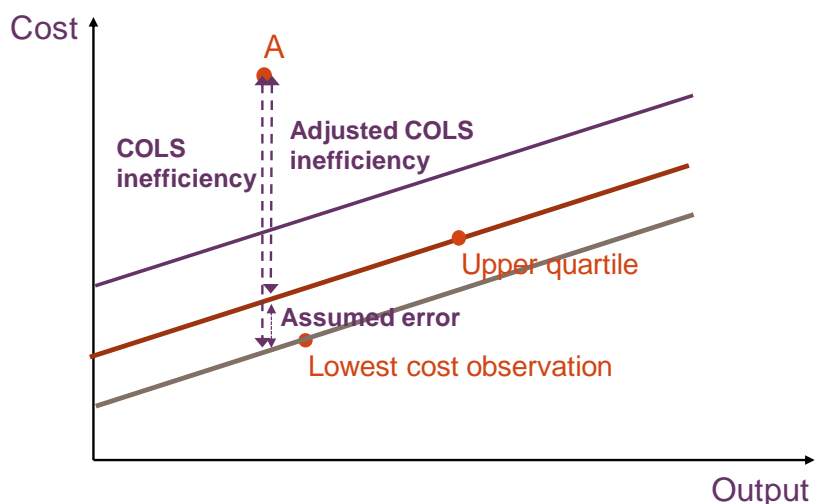 Cost
A
COLS
inefficiency
Adjusted COLS
inefficiency
Upper quartile
Assumed error
Lowest cost observation
Output